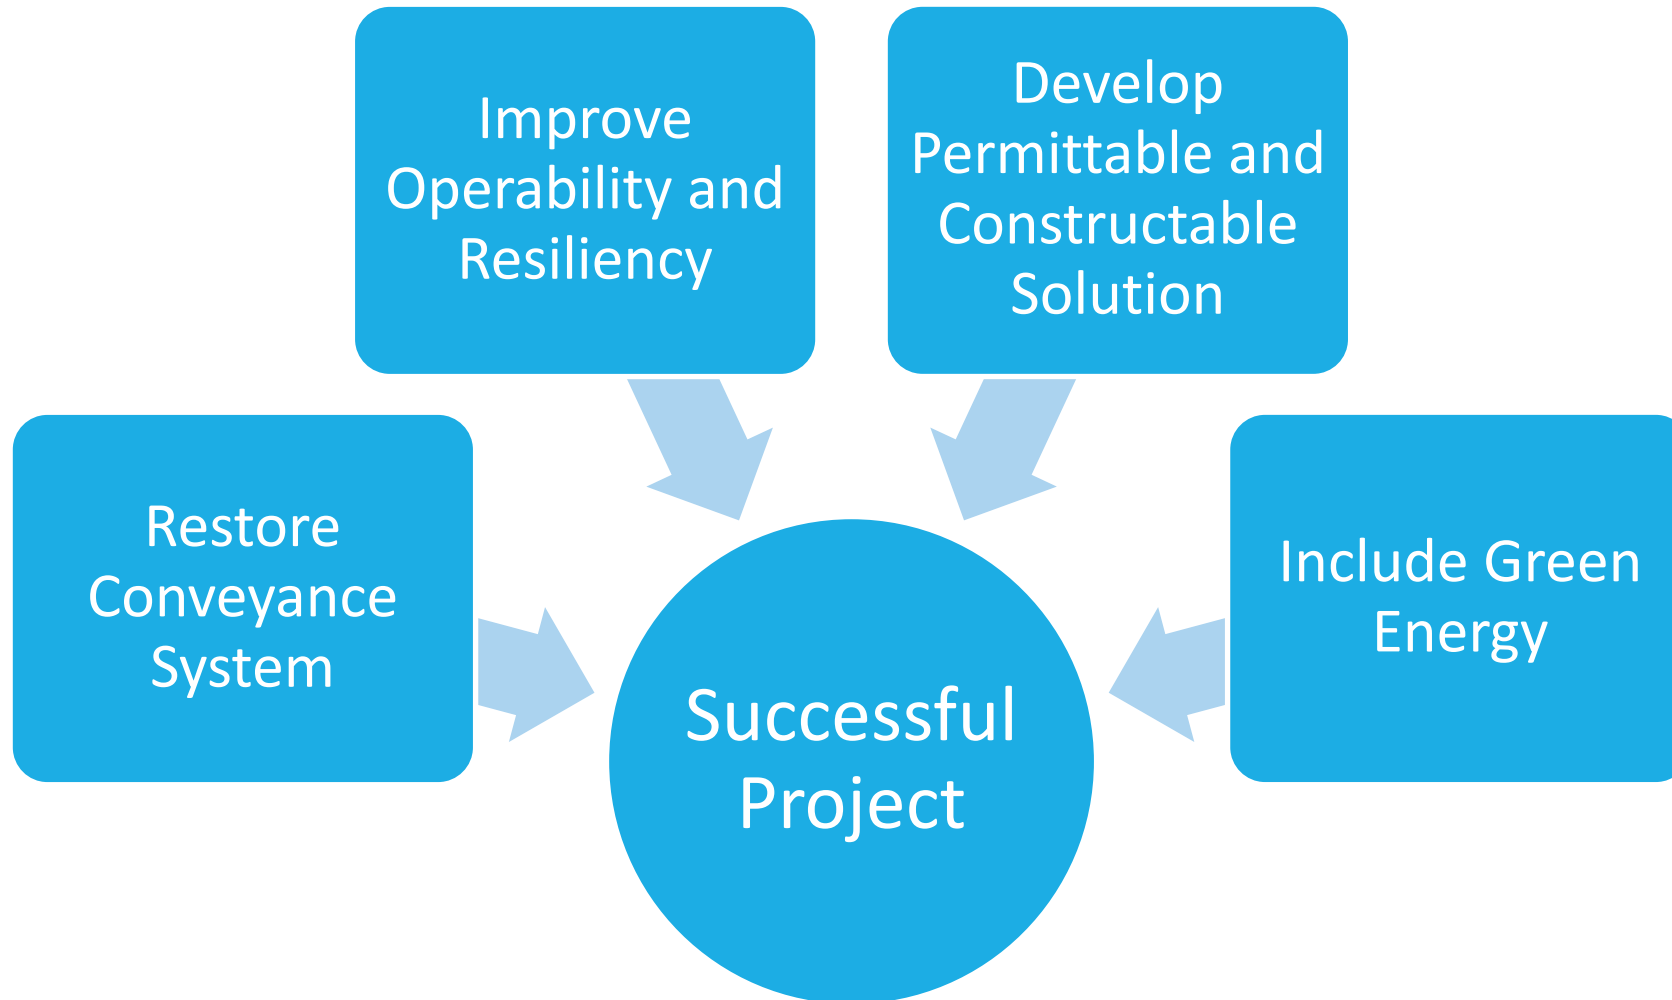 Improve
Operability and
Resiliency
Develop
Permittable and
Constructable
Solution
Restore
Conveyance
System
Include Green
Energy
Successful
Project